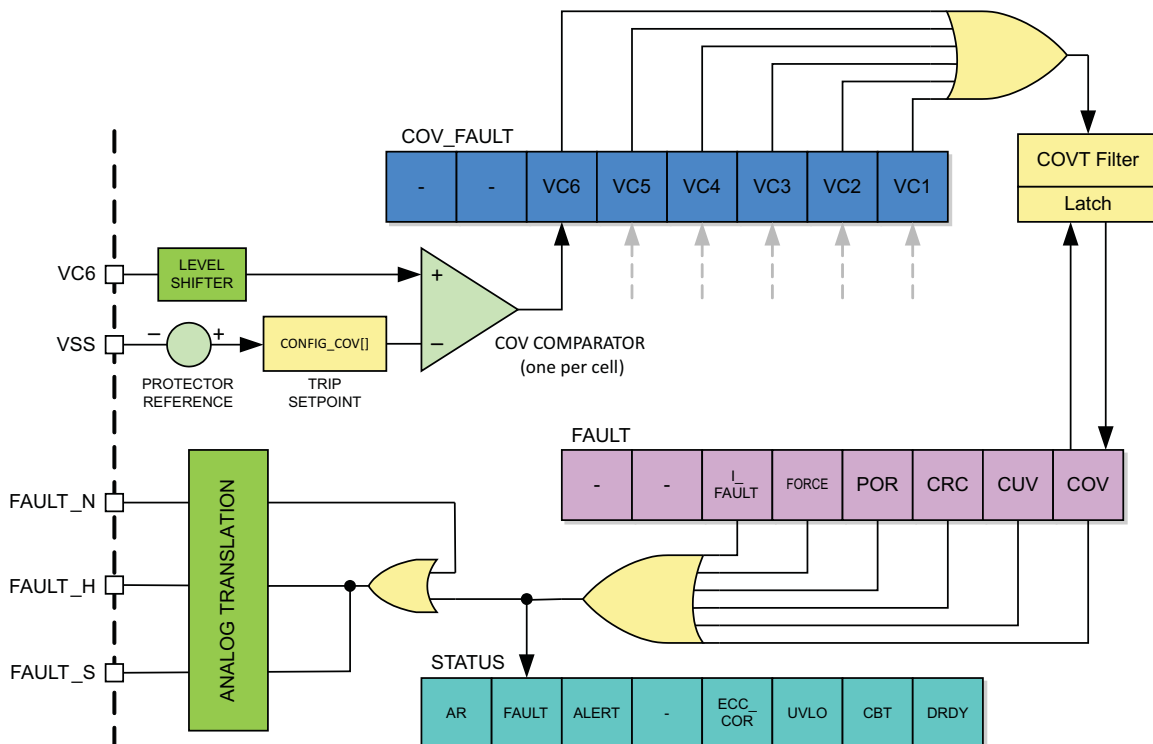 COV_FAULT
- - VC6 VC5 VC4 VC3 VC2 VC1
COVT Filter
Latch
VC6
LEVEL
SHIFTER
+
VSS
− +
CONFIG_COV[]
−
COV COMPARATOR
(one per cell)
PROTECTOR
REFERENCE
TRIP
SETPOINT
FAULT
- - I_
FAULT FORCE POR CRC CUV COV
FAULT_N
FAULT_H
FAULT_S
ANALOG TRANSLATION
STATUS
AR FAULT ALERT - ECC_
COR UVLO CBT DRDY